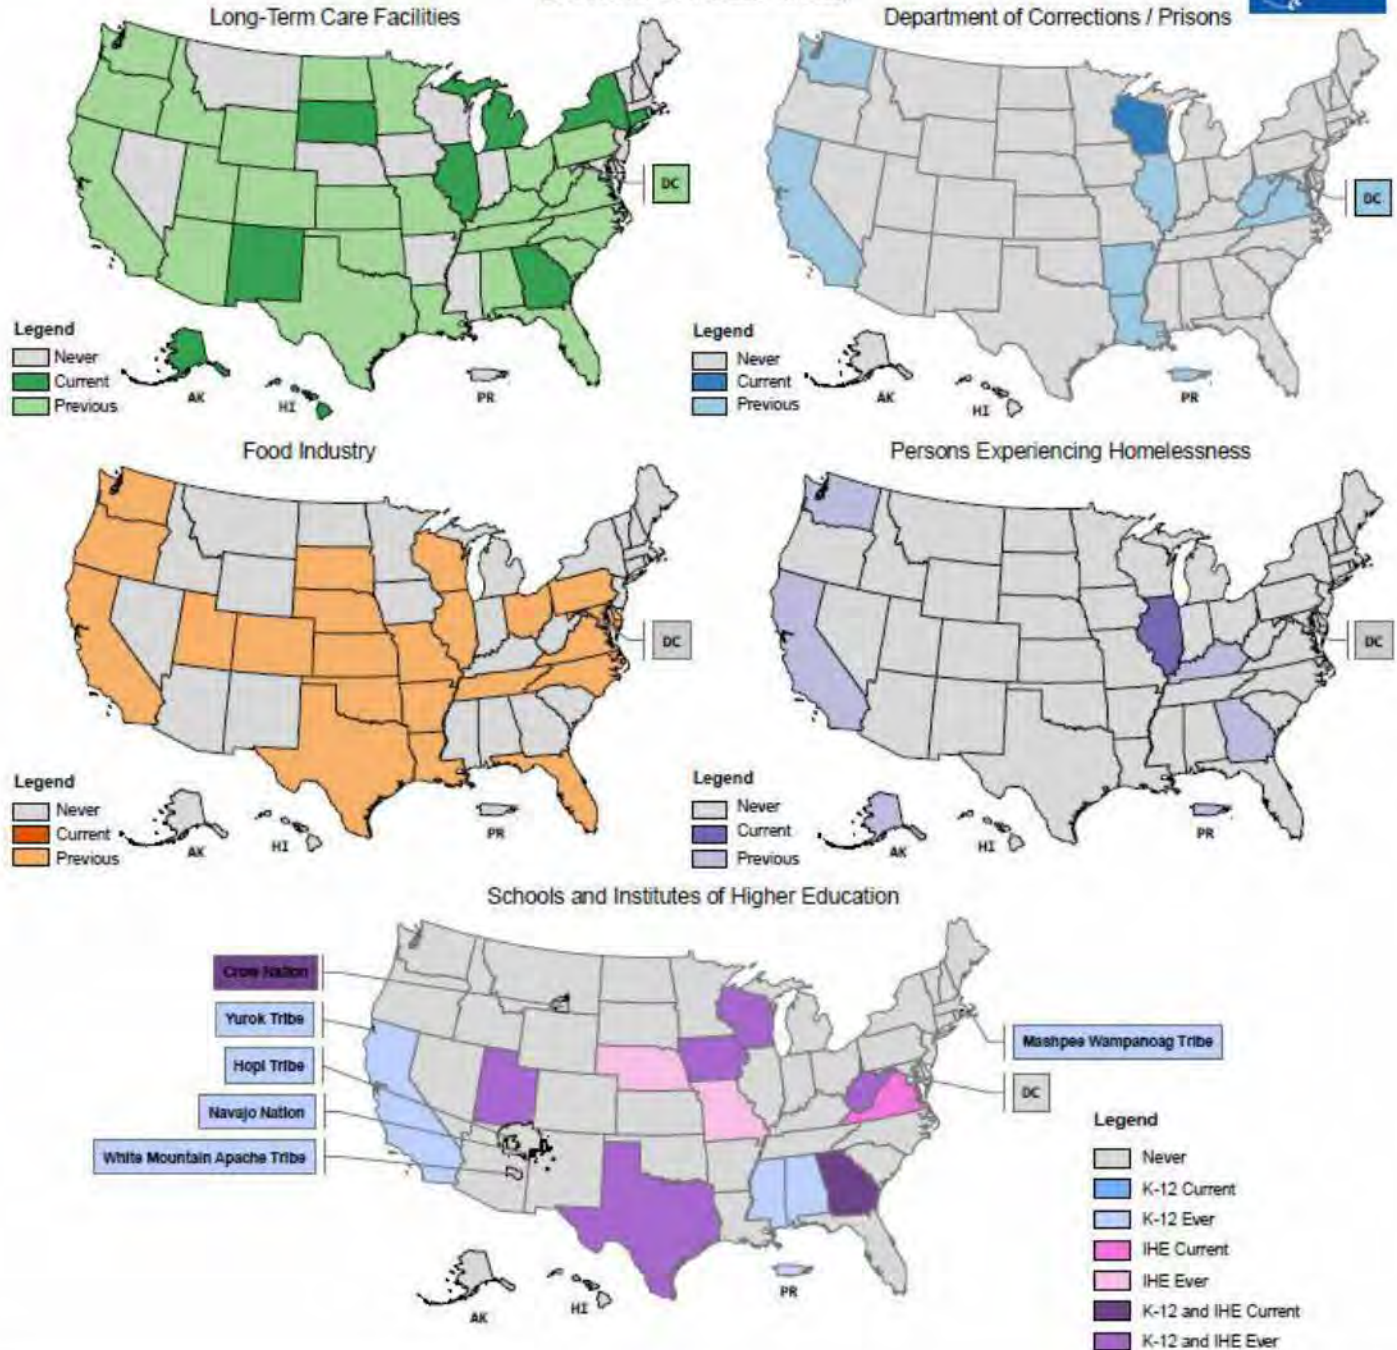 Long-Term Care Facilities
DC
Legend
Never
Current
Previous
AK
HI
PR
Department of Corrections / Prisons
DC
Legend
Never
Current
Previous
AK
HI
PR
Food Industry
DC
Legend
Never
Current
Previous
AK
HI
PR
Persons Experiencing Homelessness
DC
Legend
Never
Current
Previous
AK
HI
PR
Schools and Institutes of Higher Education
Crow Nation
Yurok Tribe
Hopi Tribe
Navajo Nation
White Mountain Apache Tribe
Mashpee Wampanoag Tribe
DC
AK
HI
PR
Legend
Never
K-12 Current
K-12 Ever
IHE Current
IHE Ever
K-12 and IHE Current
K-12 and IHE Ever